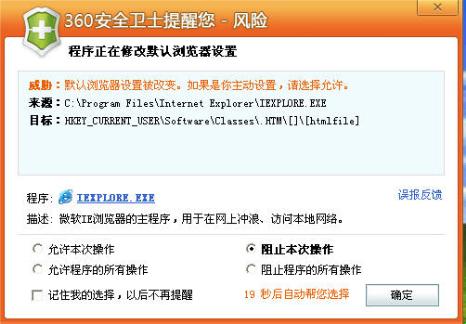 360安全卫士提醒您 - 风险
程序正在修改默认浏览器设置
威胁：默认浏览器设置被改变。如果是你主动设置，请选择允许。
来源：C:\Program Files\Internet Explorer\IEXPLORE.EXE
目标：HKEY_CURRENT_USER\Software\Classes\.HTM\[]\[htmlfile]
程序：IEXPLORE.EXE 误报反馈
描述：微软IE浏览器的主程序，用于在网上冲浪、访问本地网络。
允许本次操作 阻止本次操作
允许程序的所有操作 阻止程序的所有操作
记住我的选择，以后不再提醒 19 秒后自动帮您选择 确定